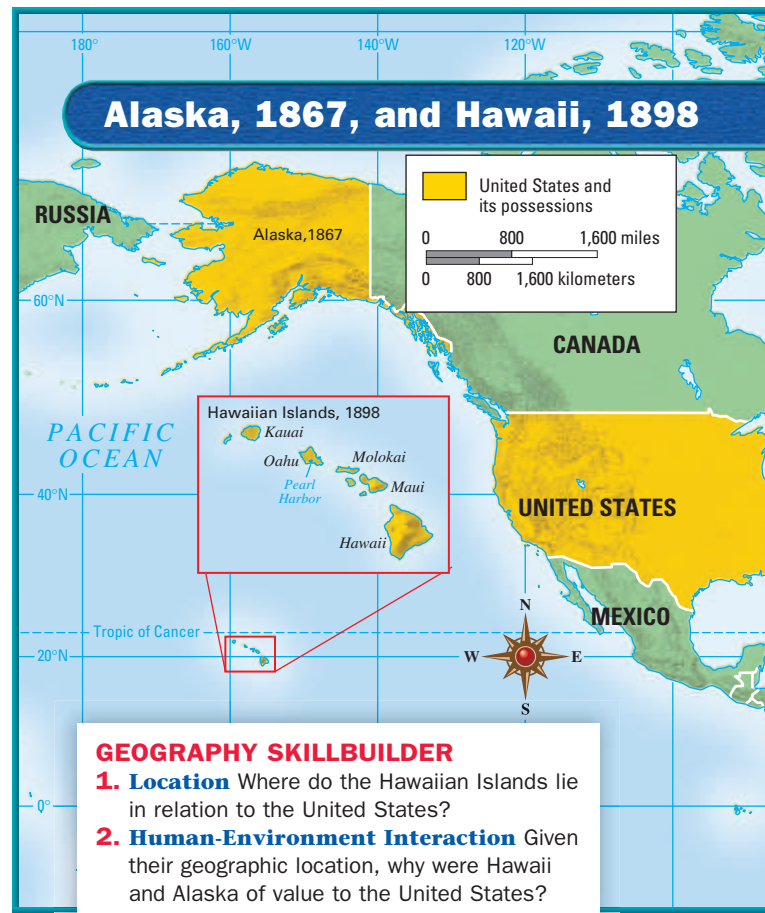 180°
160°W
140°W
120°W
Alaska, 1867, and Hawaii, 1898
United States and
its possessions
0 800 1,600 miles
0 800 1,600 kilometers
RUSSIA
Alaska,1867
60°N
CANADA
Hawaiian Islands, 1898
Kauai
PACIFIC
OCEAN
Oahu
Molokai
Pearl
Harbor
Maui
40°N
UNITED STATES
Hawaii
N
MEXICO
Tropic of Cancer
W
E
20°N
S
GEOGRAPHY SKILLBUILDER
1. Location Where do the Hawaiian Islands lie
in relation to the United States?
0°
2. Human-Environment Interaction Given
their geographic location, why were Hawaii
and Alaska of value to the United States?